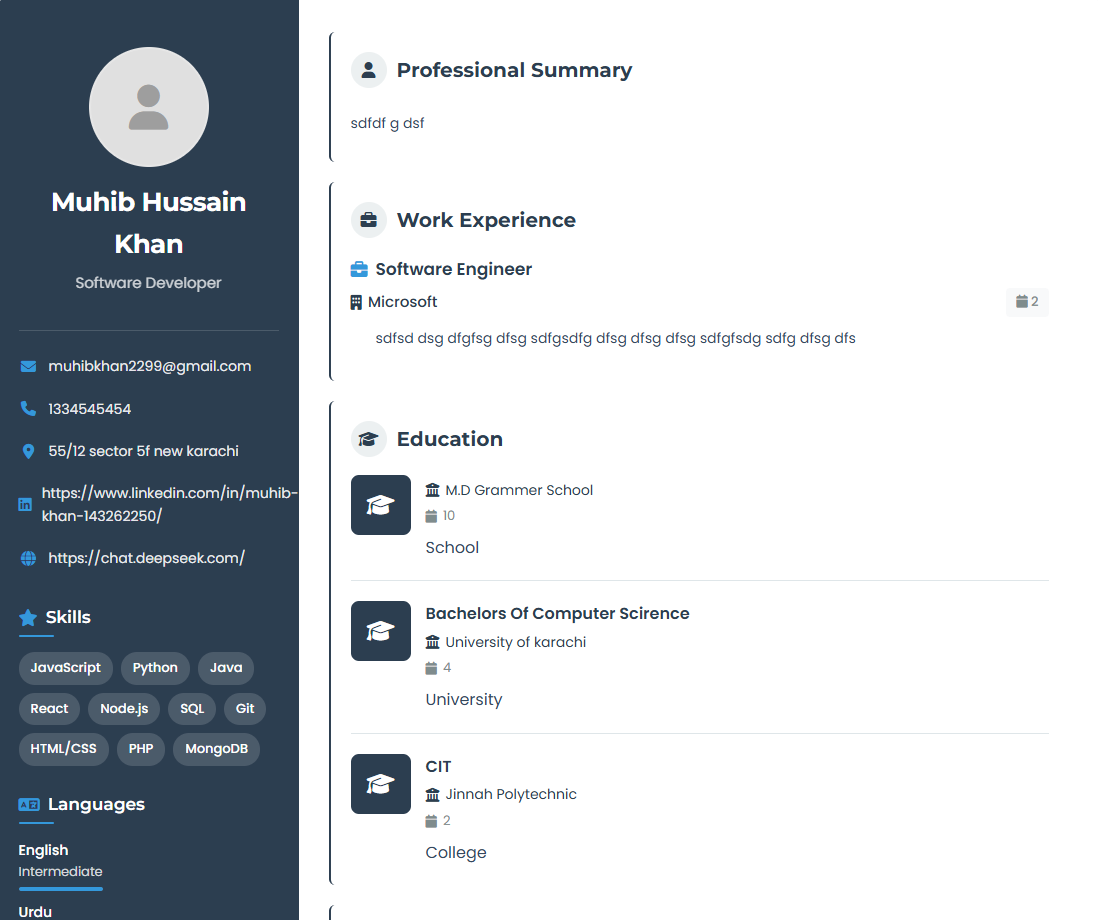 Muhib Hussain
Khan
Software Developer
muhibkhan2299@gmail.com
1334545454
55/12 sector 5f new karachi
https://www.linkedin.com/in/muhib-
khan-143262250/
https://chat.deepseek.com/
Skills
JavaScript Python Java
React Node.js SQL Git
HTML/CSS PHP MongoDB
Languages
English
Intermediate
Urdu
Professional Summary
sdfdf g dsf
Work Experience
Software Engineer
Microsoft 2
sdfsd dsg dfgfsg dfsg sdfgsdfg dfsg dfsg dfsg sdfgfsdg sdfg dfsg dfs
Education
M.D Grammer School
10
School
Bachelors Of Computer Scirence
University of karachi
4
University
CIT
Jinnah Polytechnic
2
College